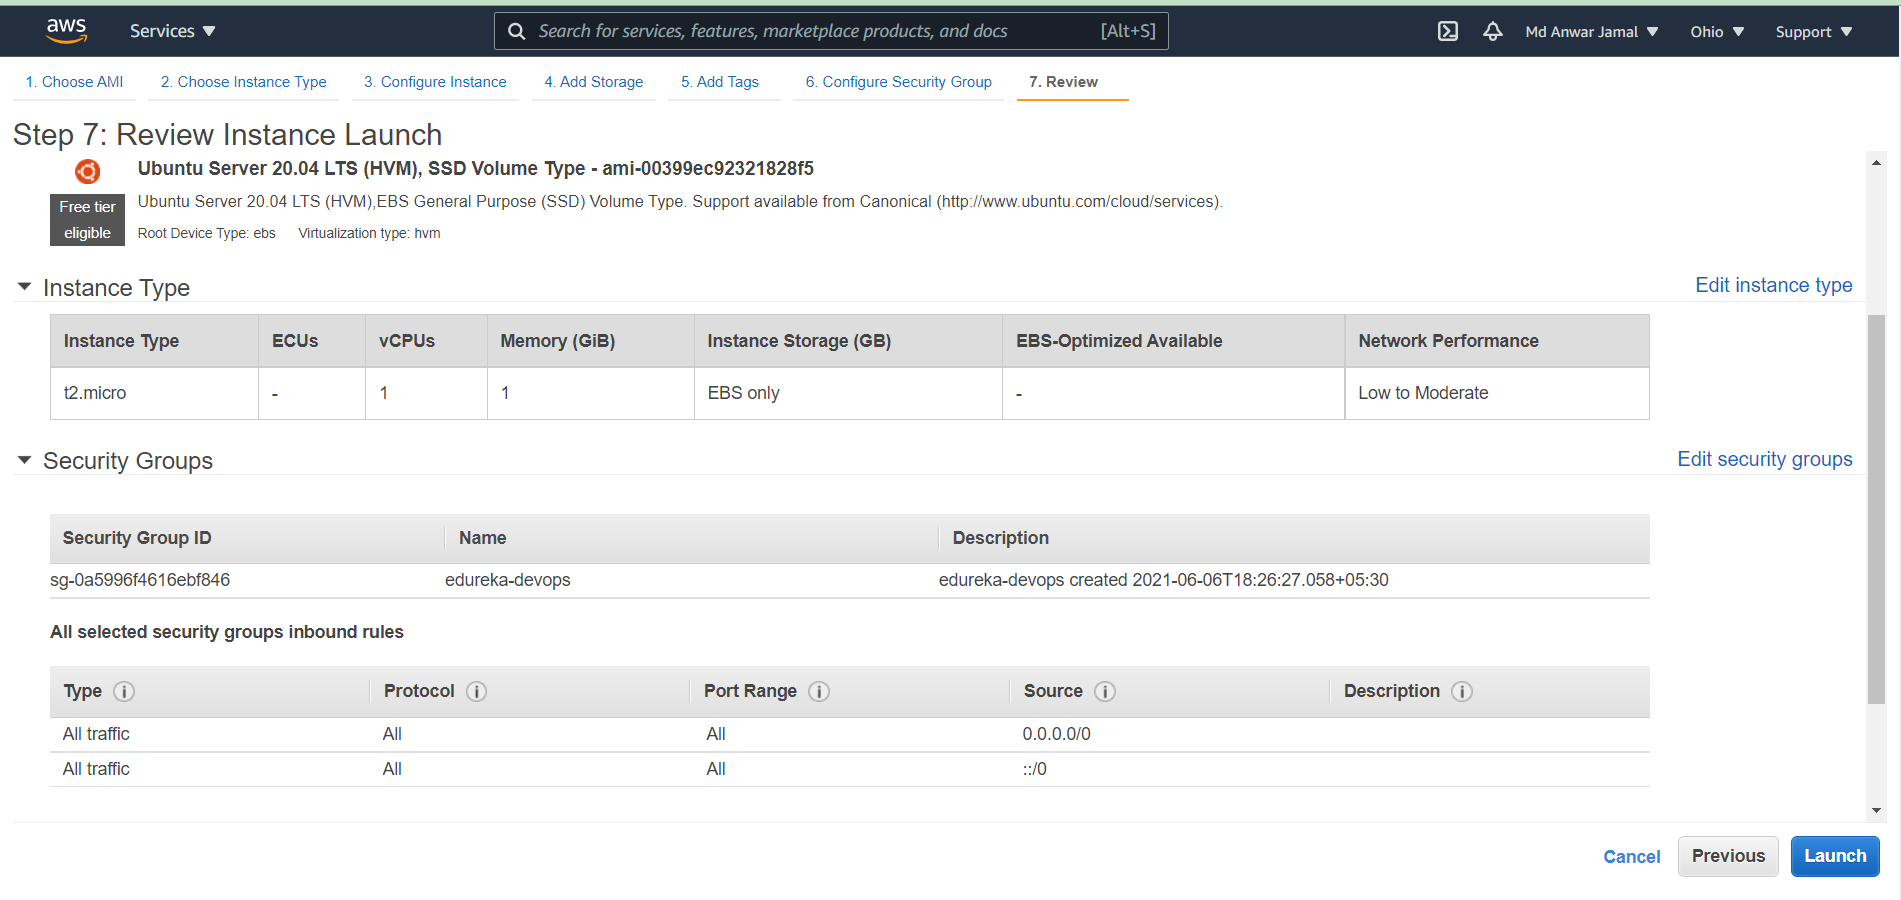 aws Services Search for services, features, marketplace products, and docs [Alt+S] Md Anwar Jamal Ohio Support
1. Choose AMI 2. Choose Instance Type 3. Configure Instance 4. Add Storage 5. Add Tags 6. Configure Security Group 7. Review
Step 7: Review Instance Launch
Ubuntu Server 20.04 LTS (HVM), SSD Volume Type - ami-00399ec92321828f5
Free tier eligible
Ubuntu Server 20.04 LTS (HVM),EBS General Purpose (SSD) Volume Type. Support available from Canonical (http://www.ubuntu.com/cloud/services).
Root Device Type: ebs Virtualization type: hvm
Instance Type Edit instance type
Instance Type ECUs vCPUs Memory (GiB) Instance Storage (GB) EBS-Optimized Available Network Performance
t2.micro - 1 1 EBS only - Low to Moderate
Security Groups Edit security groups
Security Group ID Name Description
sg-0a5996f4616ebf846 edureka-devops edureka-devops created 2021-06-06T18:26:27.058+05:30
All selected security groups inbound rules
Type Protocol Port Range Source Description
All traffic All All 0.0.0.0/0
All traffic All All ::/0
Cancel Previous Launch